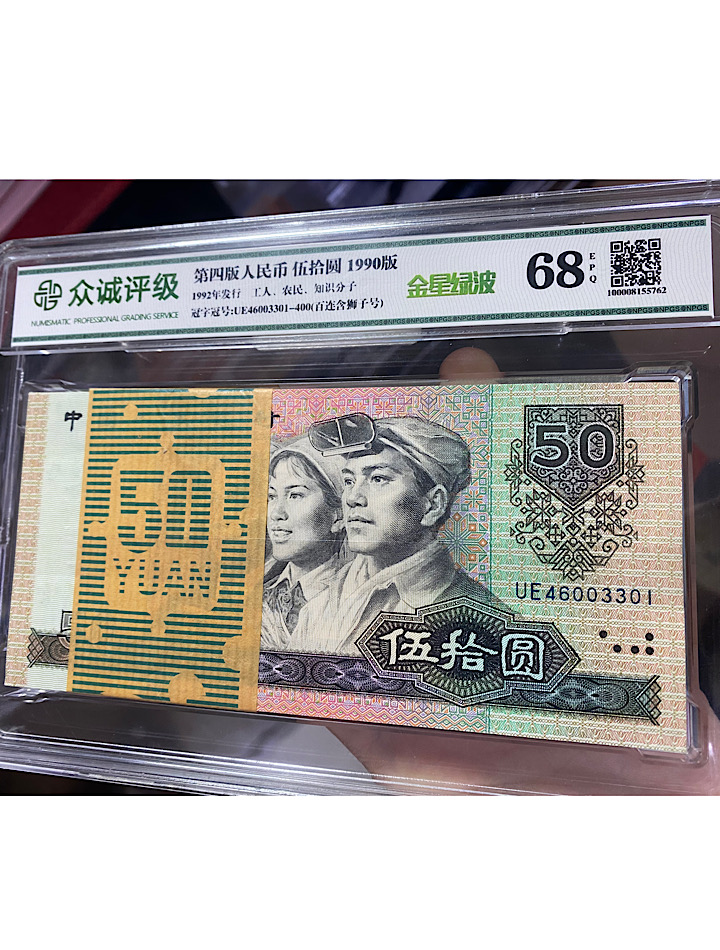 众诚评级
NUMISMATIC PROFESSIONAL GRADING SERVICE
第四版人民币 伍拾圆 1990版
1992年发行 工人、农民、知识分子
冠字冠号:UE46003301-400(百连含狮子号)
金星绿波
68
EPQ
100008155762
中
50
YUAN
50
UE46003301
伍拾圆